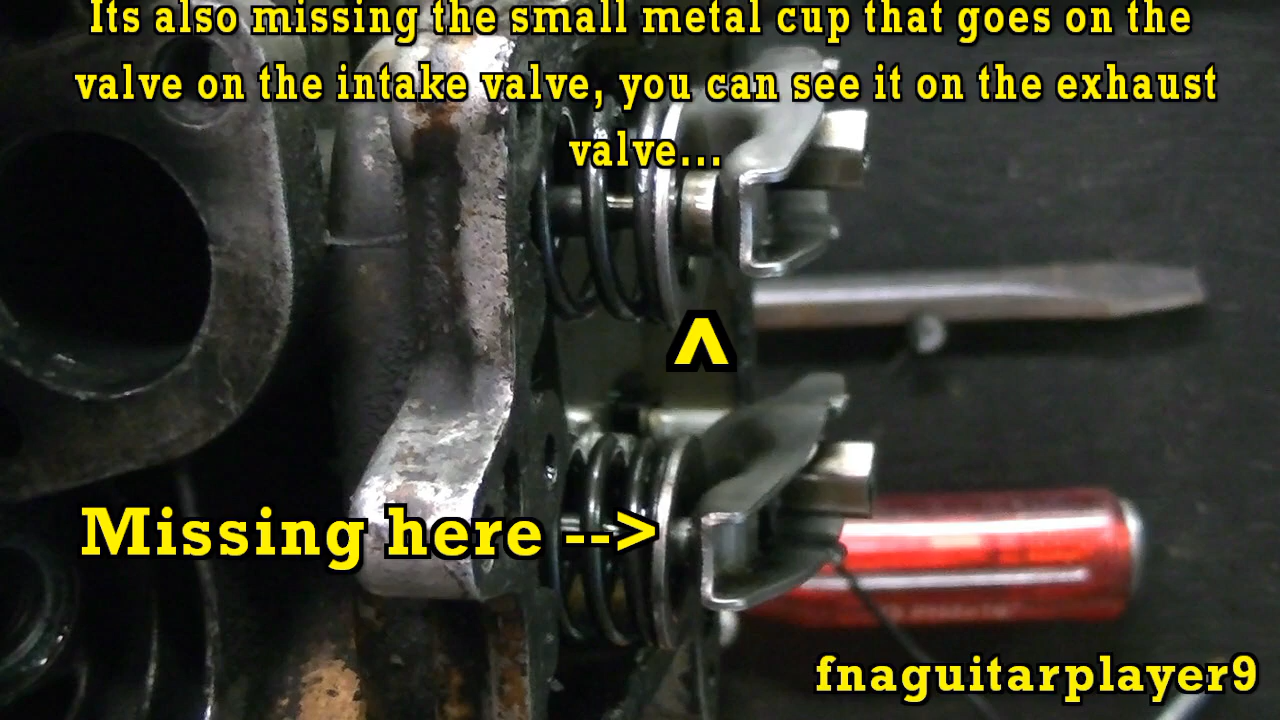 Its also missing the small metal cup that goes on the
valve on the intake valve, you can see it on the exhaust
valve...
^
Missing here -->
fnaguitarplayer9